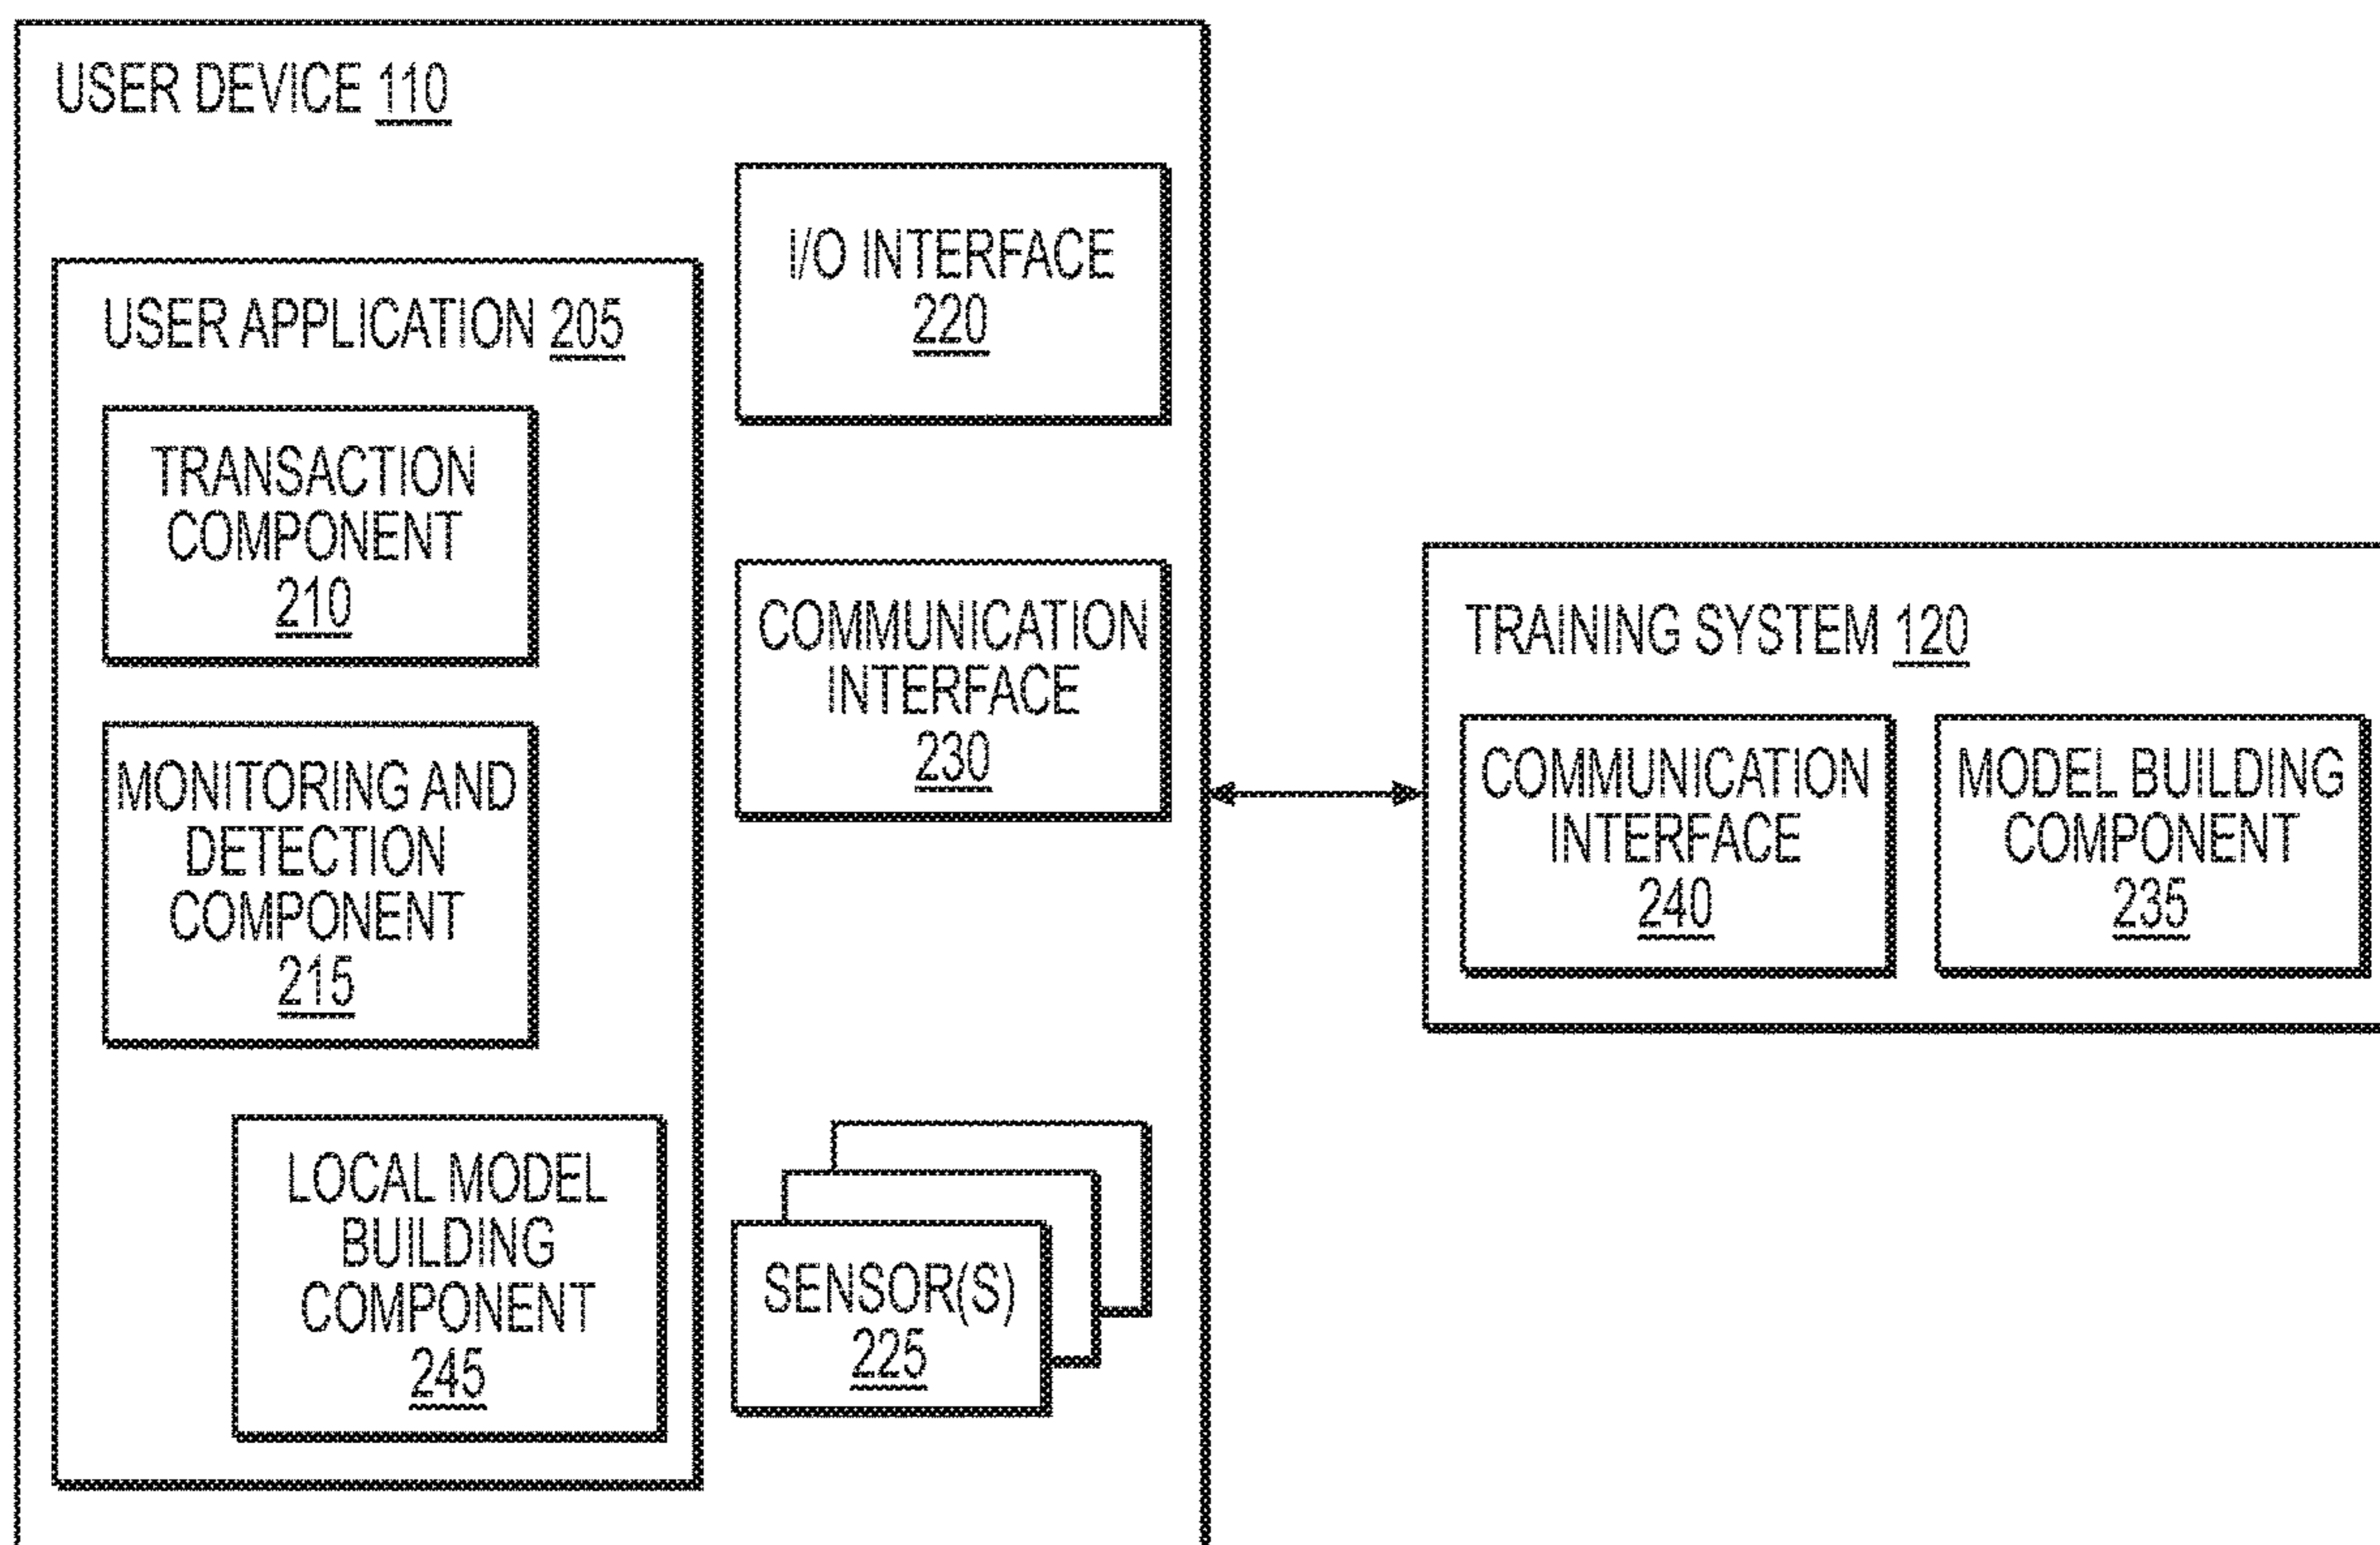 USER DEVICE 110
I/O INTERFACE
220
USER APPLICATION 205
TRANSACTION
COMPONENT
210
COMMUNICATION
INTERFACE
230
MONITORING AND
DETECTION
COMPONENT
215
LOCAL MODEL
BUILDING
COMPONENT
245
SENSOR(S)
225
TRAINING SYSTEM 120
COMMUNICATION
INTERFACE
240
MODEL BUILDING
COMPONENT
235